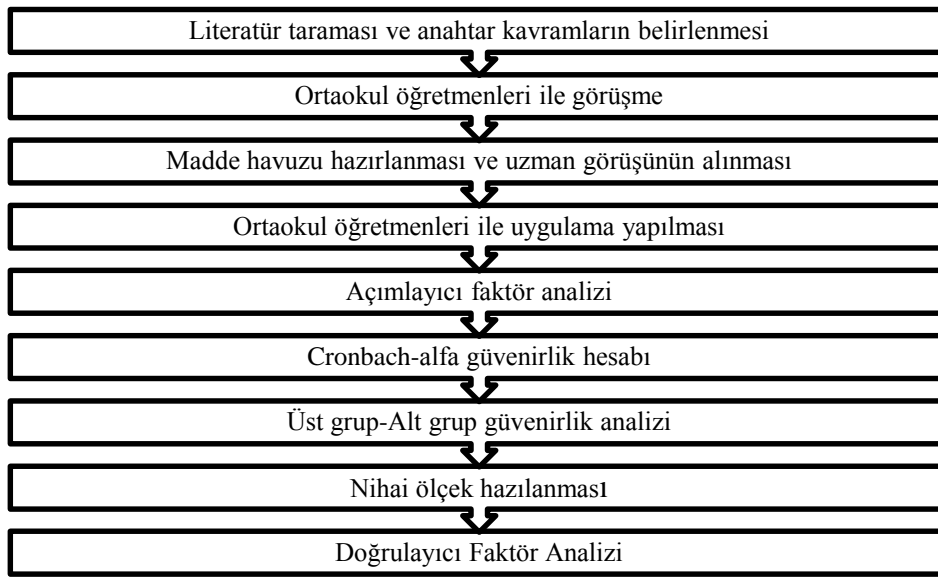 Literatür taraması ve anahtar kavramların belirlenmesi
Ortaokul öğretmenleri ile görüşme
Madde havuzu hazırlanması ve uzman görüşünün alınması
Ortaokul öğretmenleri ile uygulama yapılması
Açımlayıcı faktör analizi
Cronbach-alfa güvenirlik hesabı
Üst grup-Alt grup güvenirlik analizi
Nihai ölçek hazılanması
Doğrulayıcı Faktör Analizi